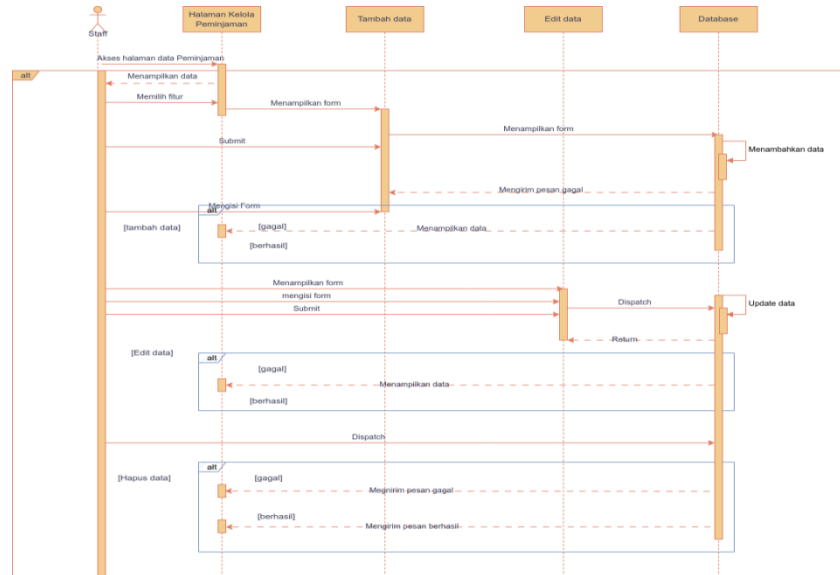 Halaman Kelola
Peminjaman
Tambah data
Edit data
Database
Staff
Akses halaman data Peminjaman
alt
Menampilkan data
Memilih fitur
Menampilkan form
Menampilkan form
Submit
Menambahkan data
Mengirim pesan gagal
Mengisi Form
alt
[tambah data]
[gagal]
Menampilkan data
[berhasil]
Menampilkan form
mengisi form
Submit
Dispatch
Update data
Return
[Edit data]
alt
[gagal]
Menampilkan data
[berhasil]
Dispatch
alt
[Hapus data]
[gagal]
Megnirim pesan gagal
[berhasil]
Mengirim pesan berhasil